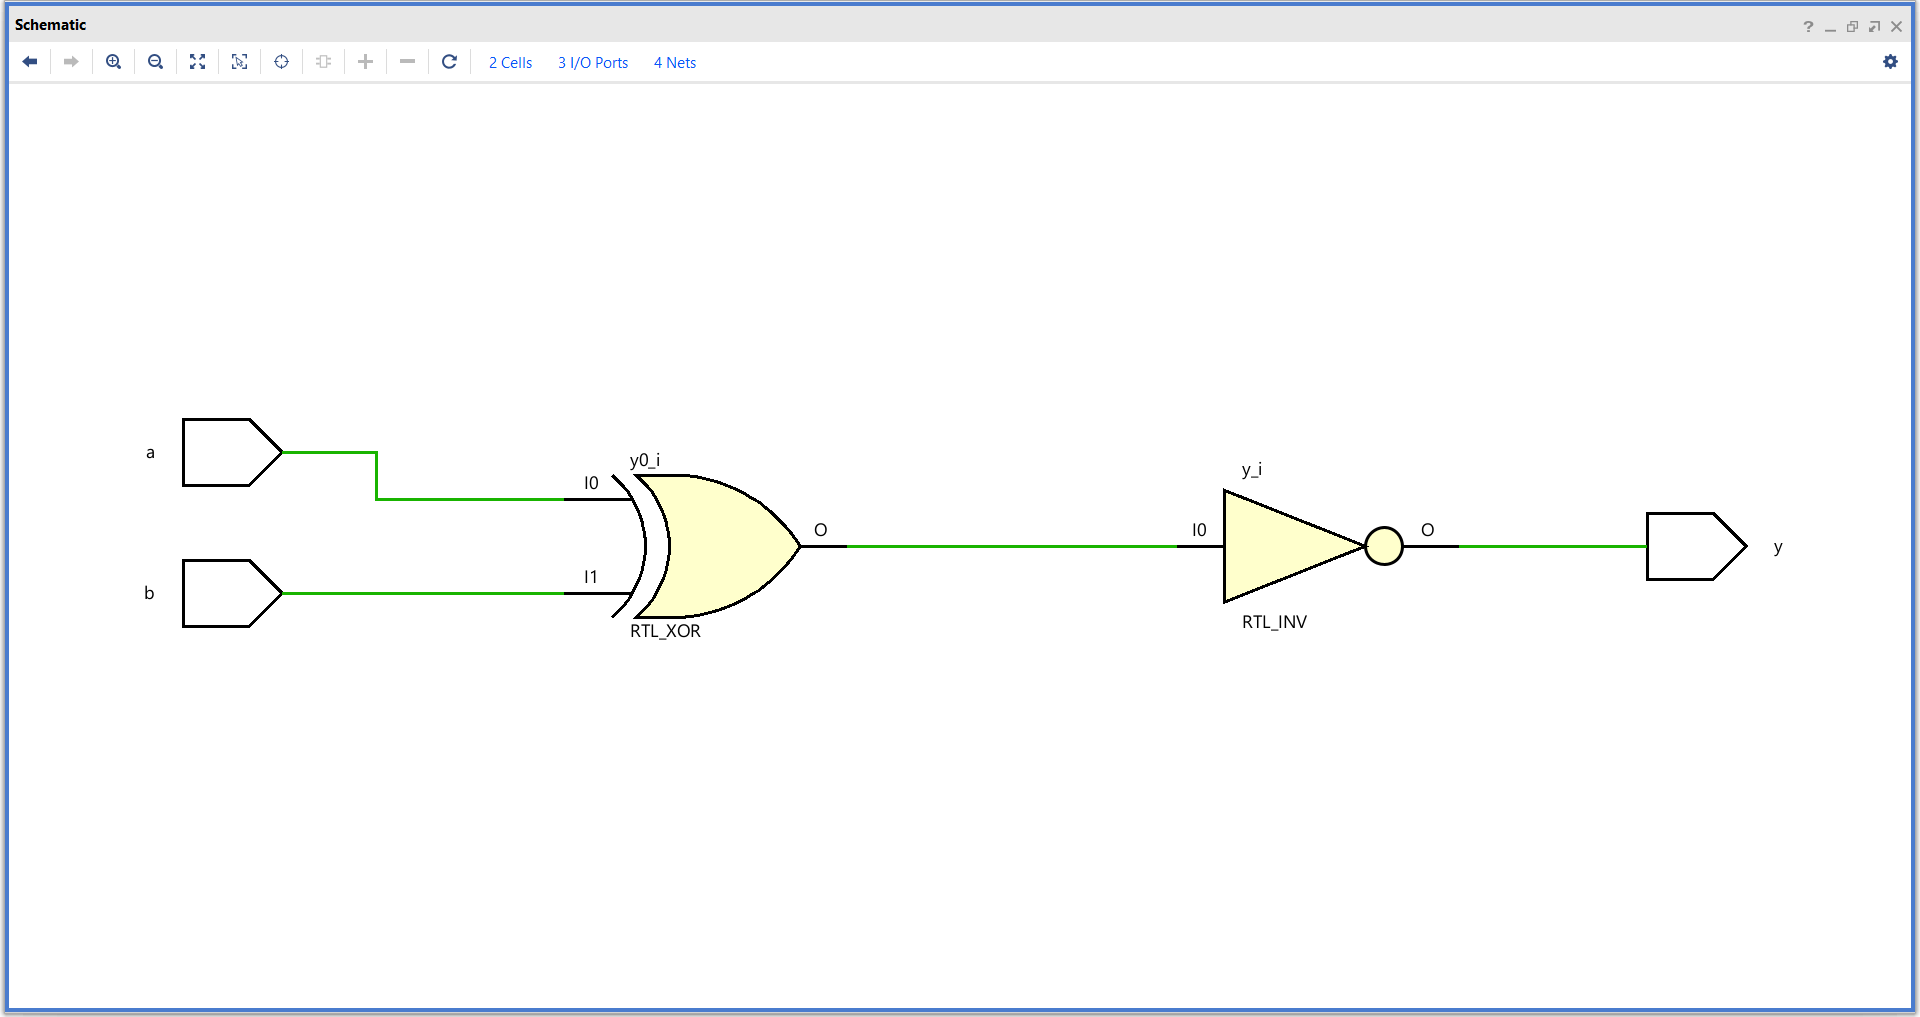 Schematic
?
2 Cells 3 I/O Ports 4 Nets
a
b
I0
y0_i
I1
RTL_XOR
O
I0
y_i
RTL_INV
O
y